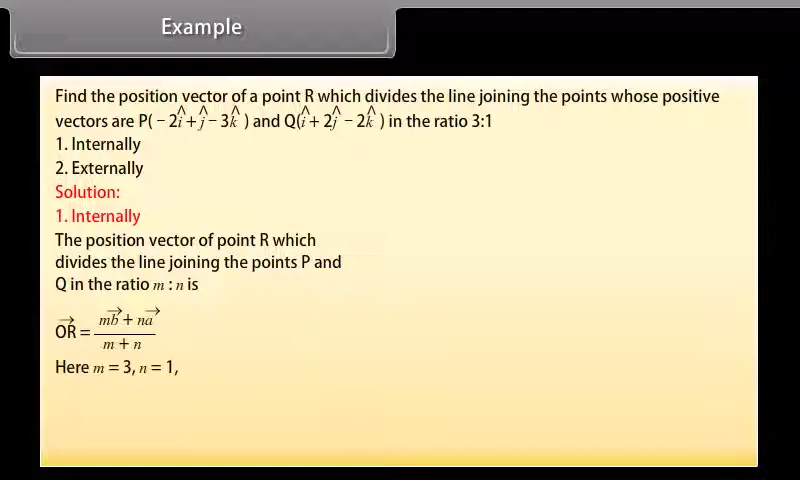 Example
Find the position vector of a point R which divides the line joining the points whose positive
vectors are P( − 2î + ĵ − 3k̂ ) and Q(î + 2ĵ − 2k̂ ) in the ratio 3:1
1. Internally
2. Externally
Solution:
1. Internally
The position vector of point R which
divides the line joining the points P and
Q in the ratio m : n is
OR⃗ = (mb⃗ + na⃗) / (m + n)
Here m = 3, n = 1,